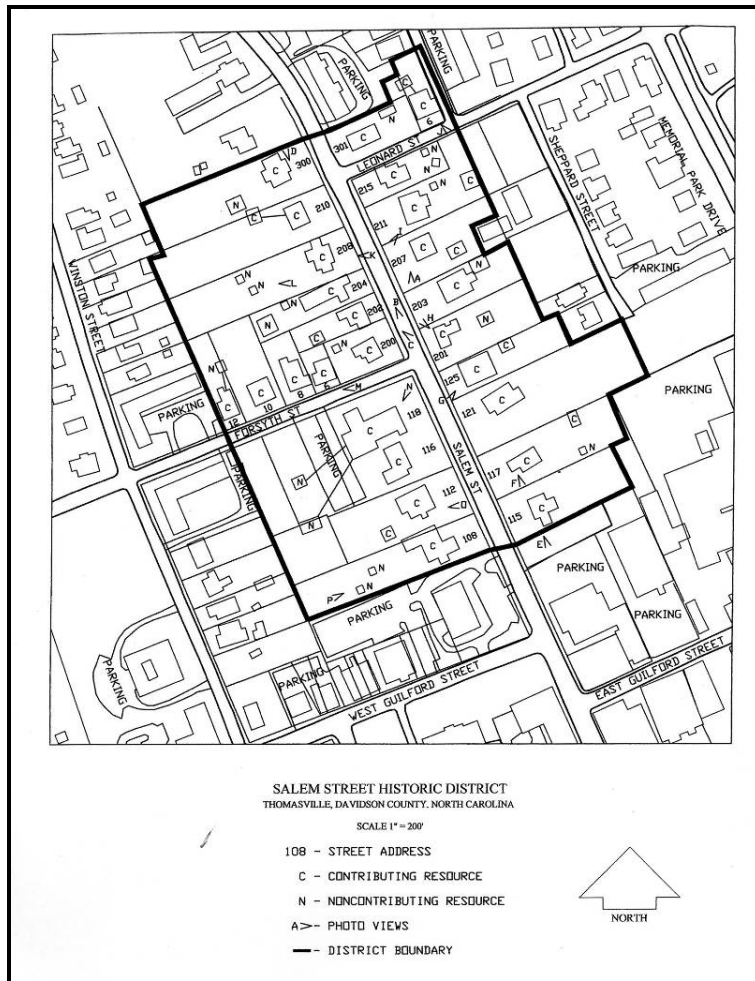 PARKING
PARKING
C
C
6
N
301
C
LEONARD ST
J
N
D
300
C
215
C
N
N
C
SHEPPARD STREET
MEMORIAL PARK DRIVE
N
C
C
210
211
C
I
207
C
C
N
WINSTON STREET
208
C
K
N
N
L
204
C
A
203
C
PARKING
N
N
202
C
B
H
N
C
C
N
200
C
C
201
C
N
C
C
C
C
12
10
8
6
M
125
C
G
121
C
PARKING
PARKING
FORSYTH ST
N
118
C
116
C
PARKING
PARKING
N
N
SALEM ST
C
N
117
C
F
112
C
O
C
108
C
115
C
E
P
N
N
PARKING
PARKING
PARKING
PARKING
PARKING
WEST GUILFORD STREET
EAST GUILFORD STREET
SALEM STREET HISTORIC DISTRICT
THOMASVILLE, DAVIDSON COUNTY, NORTH CAROLINA
SCALE 1" = 200'
108 - STREET ADDRESS
C - CONTRIBUTING RESOURCE
N - NONCONTRIBUTING RESOURCE
A> - PHOTO VIEWS
- DISTRICT BOUNDARY
NORTH